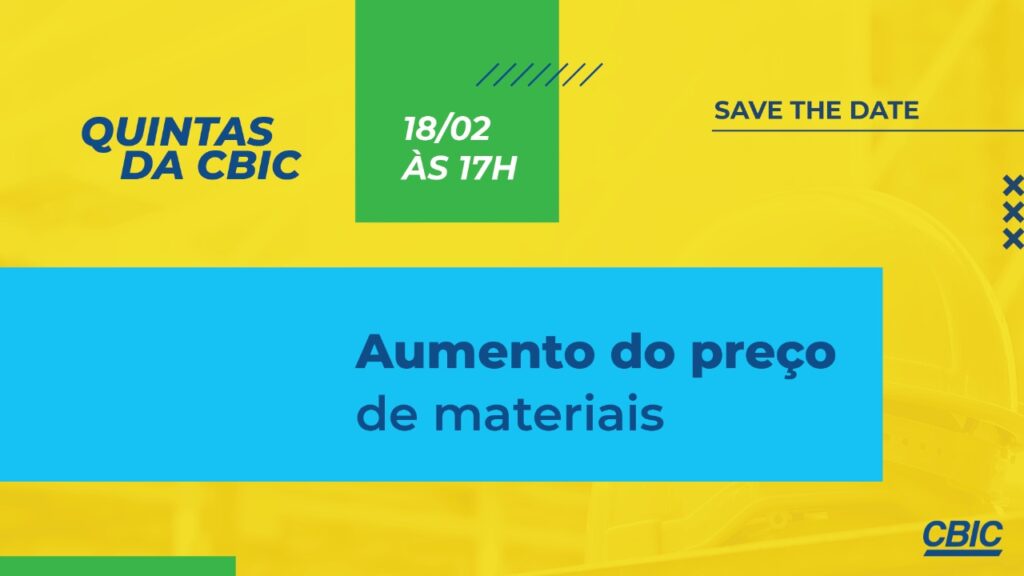 QUINTAS
DA CBIC
18/02
ÀS 17H
SAVE THE DATE
Aumento do preço
de materiais
CBIC